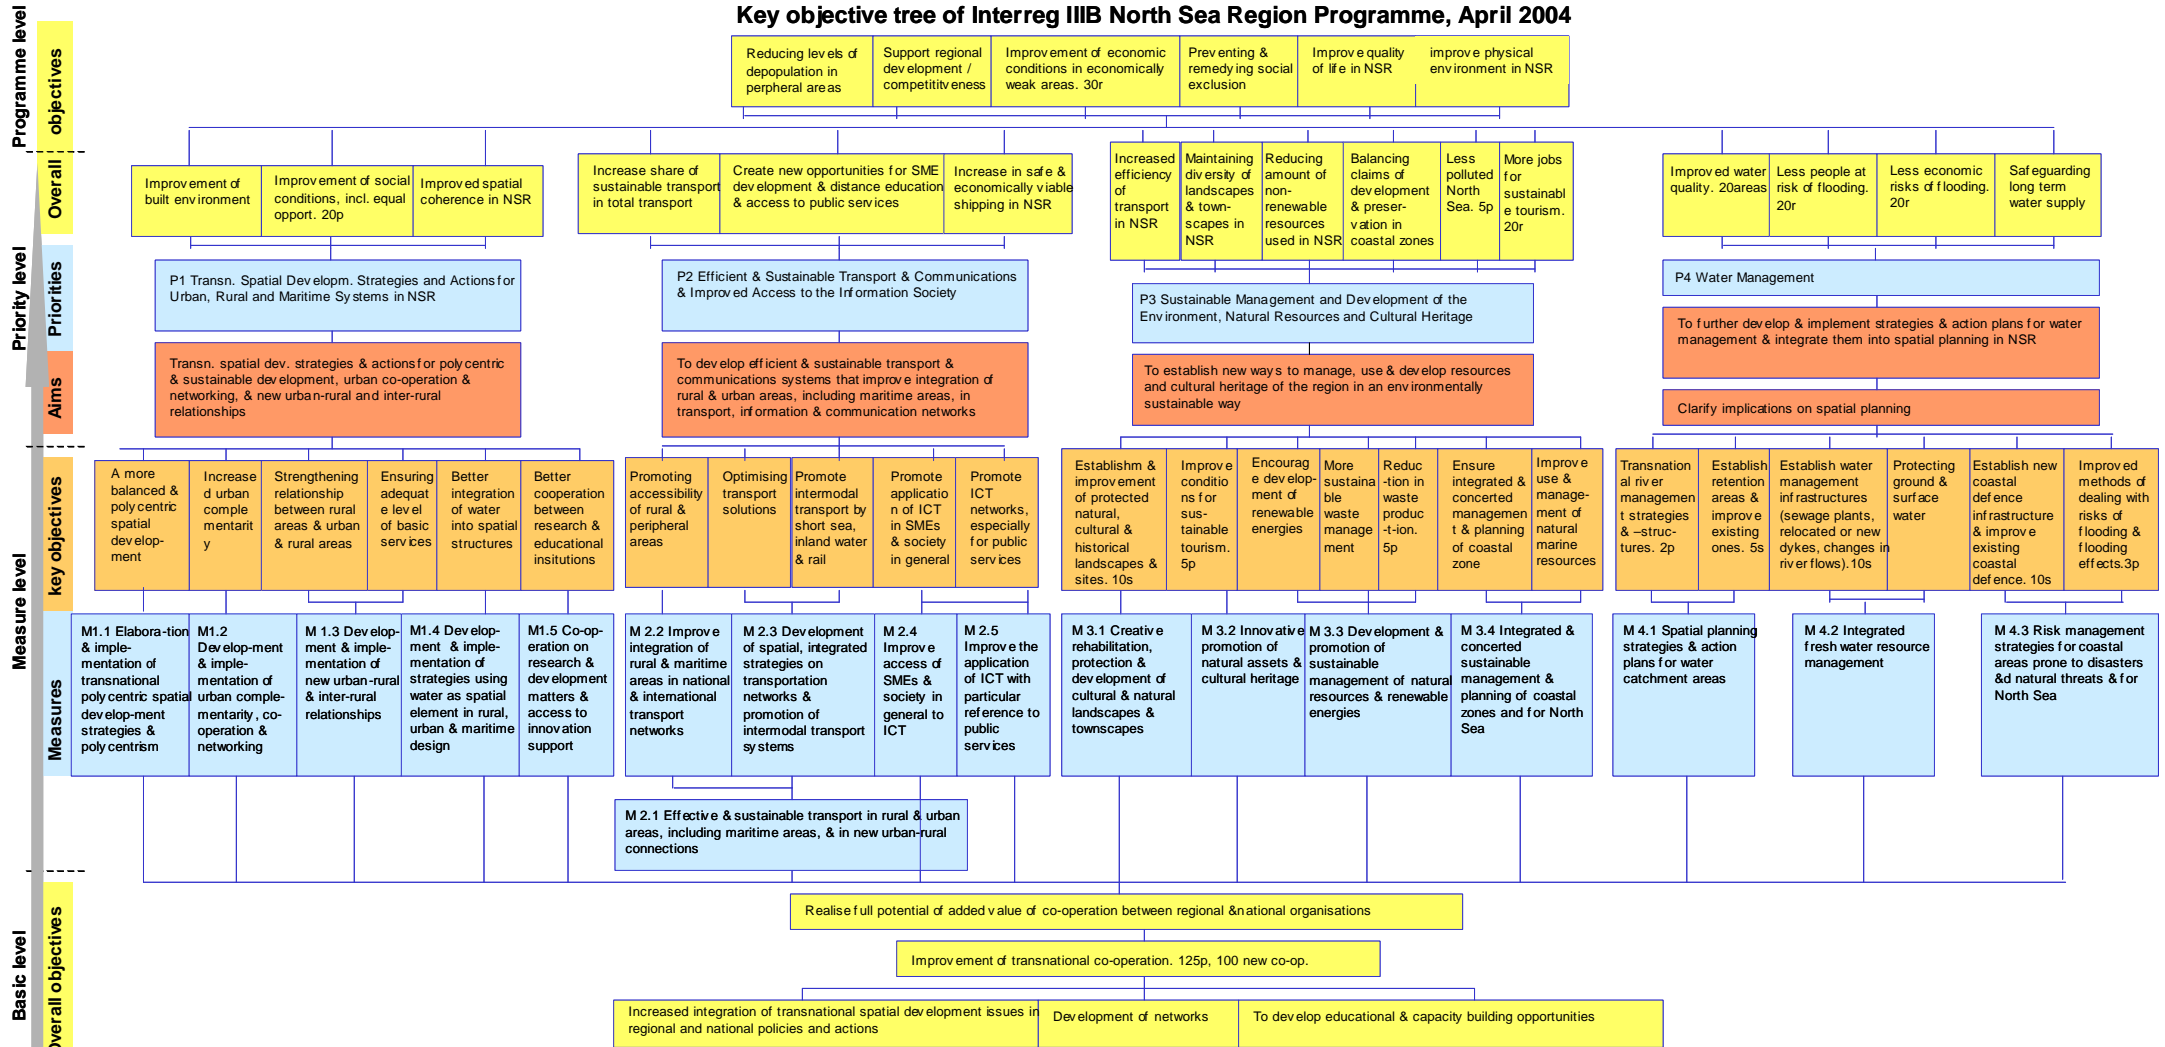 Key objective tree of Interreg IIIB North Sea Region Programme, April 2004
Programme level
objectives
Reducing levels of
depopulation in
perpheral areas
Support regional
development /
competititveness
Improvement of economic
conditions in economically
weak areas. 30r
Preventing &
remedying social
exclusion
Improve quality
of life in NSR
improve physical
environment in NSR
Overall
Improvement of
built environment
Improvement of social
conditions, incl. equal
opport. 20p
Improved spatial
coherence in NSR
Increase share of
sustainable transport
in total transport
Create new opportunities for SME
development & distance education
& access to public services
Increase in safe &
economically viable
shipping in NSR
Increased
efficiency
of
transport
in NSR
Maintaining
diversity of
landscapes
& town-
scapes in
NSR
Reducing
amount of
non-
renewable
resources
used in NSR
Balancing
claims of
development
& preser-
vation in
coastal zones
Less
polluted
North
Sea. 5p
More jobs
for
sustainabl
e tourism.
20r
Improved water
quality. 20areas
Less people at
risk of flooding.
20r
Less economic
risks of flooding.
20r
Safeguarding
long term
water supply
Priority level
Priorities
P1 Transn. Spatial Developm. Strategies and Actions for
Urban, Rural and Maritime Systems in NSR
P2 Efficient & Sustainable Transport & Communications
& Improved Access to the Information Society
P3 Sustainable Management and Development of the
Environment, Natural Resources and Cultural Heritage
P4 Water Management
Aims
Transn. spatial dev. strategies & actions for polycentric
& sustainable development, urban co-operation &
networking, & new urban-rural and inter-rural
relationships
To develop efficient & sustainable transport &
communications systems that improve integration of
rural & urban areas, including maritime areas, in
transport, information & communication networks
To establish new ways to manage, use & develop resources
and cultural heritage of the region in an environmentally
sustainable way
To further develop & implement strategies & action plans for water
management & integrate them into spatial planning in NSR
Clarify implications on spatial planning
Measure level
key objectives
A more
balanced &
polycentric
spatial
develop-
ment
Increase
d urban
comple
mentarit
y
Strengthening
relationship
between rural
areas & urban
& rural areas
Ensuring
adequat
e level
of basic
services
Better
integration
of water
into spatial
structures
Better
cooperation
between
research &
educational
insitutions
Promoting
accessibility
of rural &
peripheral
areas
Optimising
transport
solutions
Promote
intermodal
transport by
short sea,
inland water
& rail
Promote
applicatio
n of ICT
in SMEs
& society
in general
Promote
ICT
networks,
especially
for public
services
Establishm &
improvement
of protected
natural,
cultural &
historical
landscapes &
sites. 10s
Improve
conditio
ns for
sus-
tainable
tourism.
5p
Encourag
e develop-
ment of
renewable
energies
More
sustaina
ble
waste
manage
ment
Reduc
-tion in
waste
produc
-t-ion.
5p
Ensure
integrated &
concerted
managemen
t & planning
of coastal
zone
Improve
use &
manage-
ment of
natural
marine
resources
Transnation
al river
managemen
t strategies
& –struc-
tures. 2p
Establish
retention
areas &
improve
existing
ones. 5s
Establish water
management
infrastructures
(sewage plants,
relocated or new
dykes, changes in
river flows).10s
Protecting
ground &
surface
water
Establish new
coastal
defence
infrastructure
& improve
existing
coastal
defence. 10s
Improved
methods of
dealing with
risks of
flooding &
flooding
effects.3p
Measures
M1.1 Elabora-tion
& imple-
mentation of
transnational
polycentric spatial
develop-ment
strategies &
polycentrism
M1.2
Develop-ment
& imple-
mentation of
urban comple-
mentarity, co-
operation &
networking
M 1.3 Develop-
ment & imple-
mentation of
new urban-rural
& inter-rural
relationships
M1.4 Develop-
ment & imple-
mentation of
strategies using
water as spatial
element in rural,
urban & maritime
design
M1.5 Co-op-
eration on
research &
development
matters &
access to
innovation
support
M 2.2 Improve
integration of
rural & maritime
areas in national
& international
transport
networks
M 2.3 Development
of spatial, integrated
strategies on
transportation
networks &
promotion of
intermodal transport
systems
M 2.4
Improve
access of
SMEs &
society in
general to
ICT
M 2.5
Improve the
application
of ICT with
particular
reference to
public
services
M 3.1 Creative
rehabilitation,
protection &
development of
cultural & natural
landscapes &
townscapes
M 3.2 Innovative
promotion of
natural assets &
cultural heritage
M 3.3 Development &
promotion of
sustainable
management of natural
resources & renewable
energies
M 3.4 Integrated &
concerted
sustainable
management &
planning of coastal
zones and for North
Sea
M 4.1 Spatial planning
strategies & action
plans for water
catchment areas
M 4.2 Integrated
fresh water resource
management
M 4.3 Risk management
strategies for coastal
areas prone to disasters
&d natural threats & for
North Sea
M 2.1 Effective & sustainable transport in rural & urban
areas, including maritime areas, & in new urban-rural
connections
Basic level
Overall objectives
Realise full potential of added value of co-operation between regional &national organisations
Improvement of transnational co-operation. 125p, 100 new co-op.
Increased integration of transnational spatial development issues in
regional and national policies and actions
Development of networks
To develop educational & capacity building opportunities